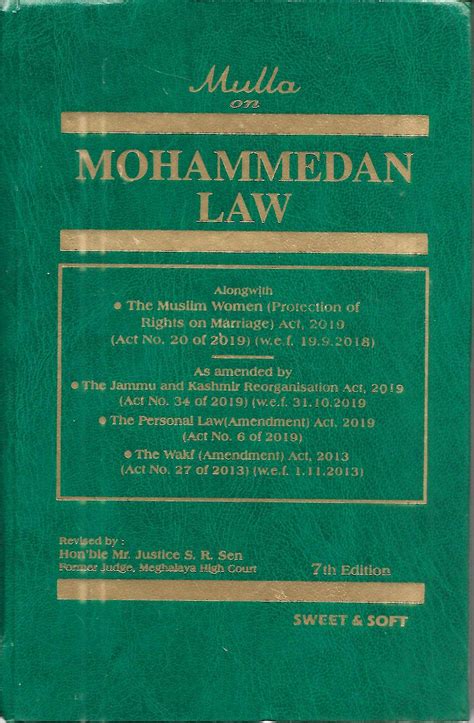 Mulla
on
MOHAMMEDAN
LAW
Alongwith
• The Muslim Women (Protection of
Rights on Marriage) Act, 2019
(Act No. 20 of 2019) (w.e.f. 19.9.2018)
As amended by
• The Jammu and Kashmir Reorganisation Act, 2019
(Act No. 34 of 2019) (w.e.f. 31.10.2019
• The Personal Law(Amendment) Act, 2019
(Act No. 6 of 2019)
• The Wakf (Amendment) Act, 2013
(Act No. 27 of 2013) (w.e.f. 1.11.2013)
Revised by :
Hon'ble Mr. Justice S. R. Sen
Former Judge, Meghalaya High Court
7th Edition
SWEET & SOFT